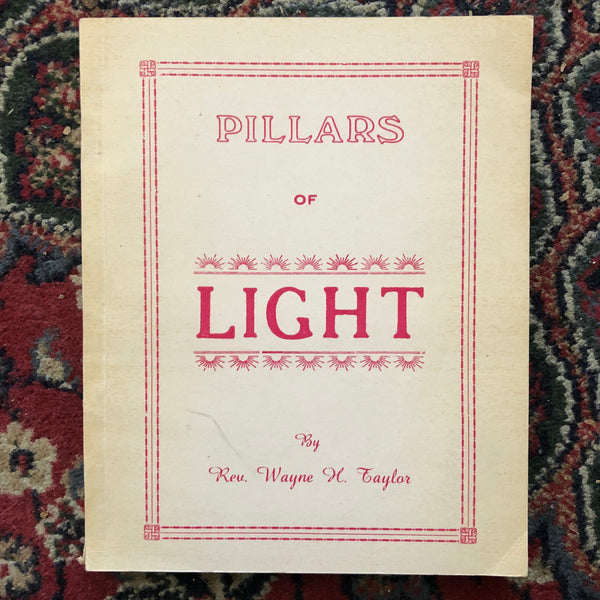 PILLARS
OF
LIGHT
By
Rev. Wayne H. Taylor